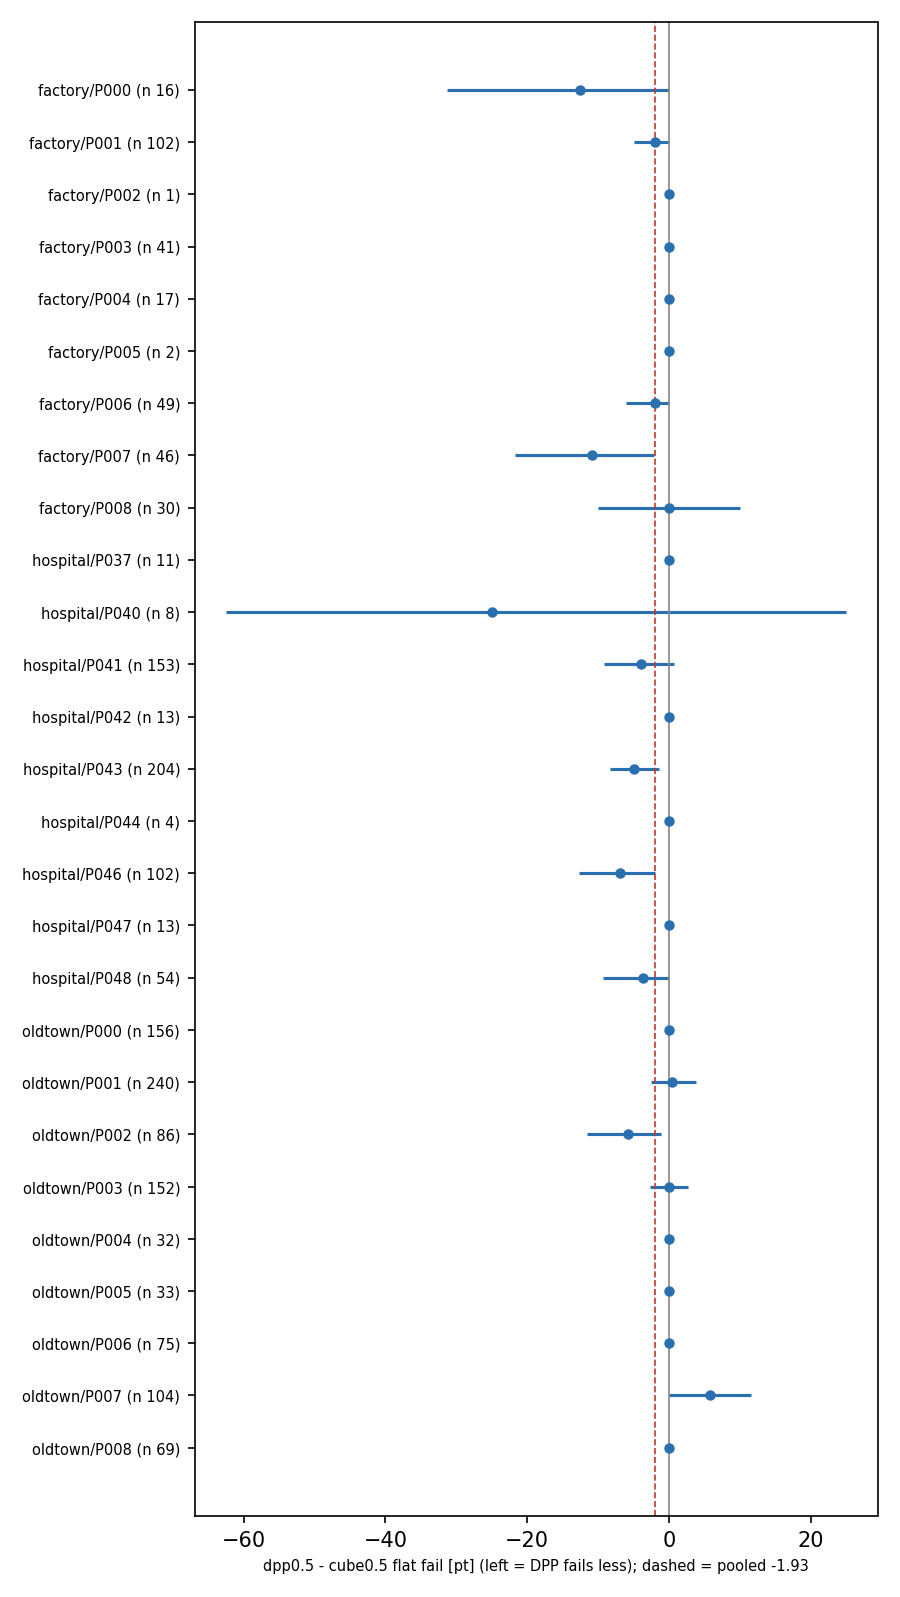 factory/P000 (n 16)
factory/P001 (n 102)
factory/P002 (n 1)
factory/P003 (n 41)
factory/P004 (n 17)
factory/P005 (n 2)
factory/P006 (n 49)
factory/P007 (n 46)
factory/P008 (n 30)
hospital/P037 (n 11)
hospital/P040 (n 8)
hospital/P041 (n 153)
hospital/P042 (n 13)
hospital/P043 (n 204)
hospital/P044 (n 4)
hospital/P046 (n 102)
hospital/P047 (n 13)
hospital/P048 (n 54)
oldtown/P000 (n 156)
oldtown/P001 (n 240)
oldtown/P002 (n 86)
oldtown/P003 (n 152)
oldtown/P004 (n 32)
oldtown/P005 (n 33)
oldtown/P006 (n 75)
oldtown/P007 (n 104)
oldtown/P008 (n 69)
−60 −40 −20 0 20
dpp0.5 - cube0.5 flat fail [pt] (left = DPP fails less); dashed = pooled -1.93